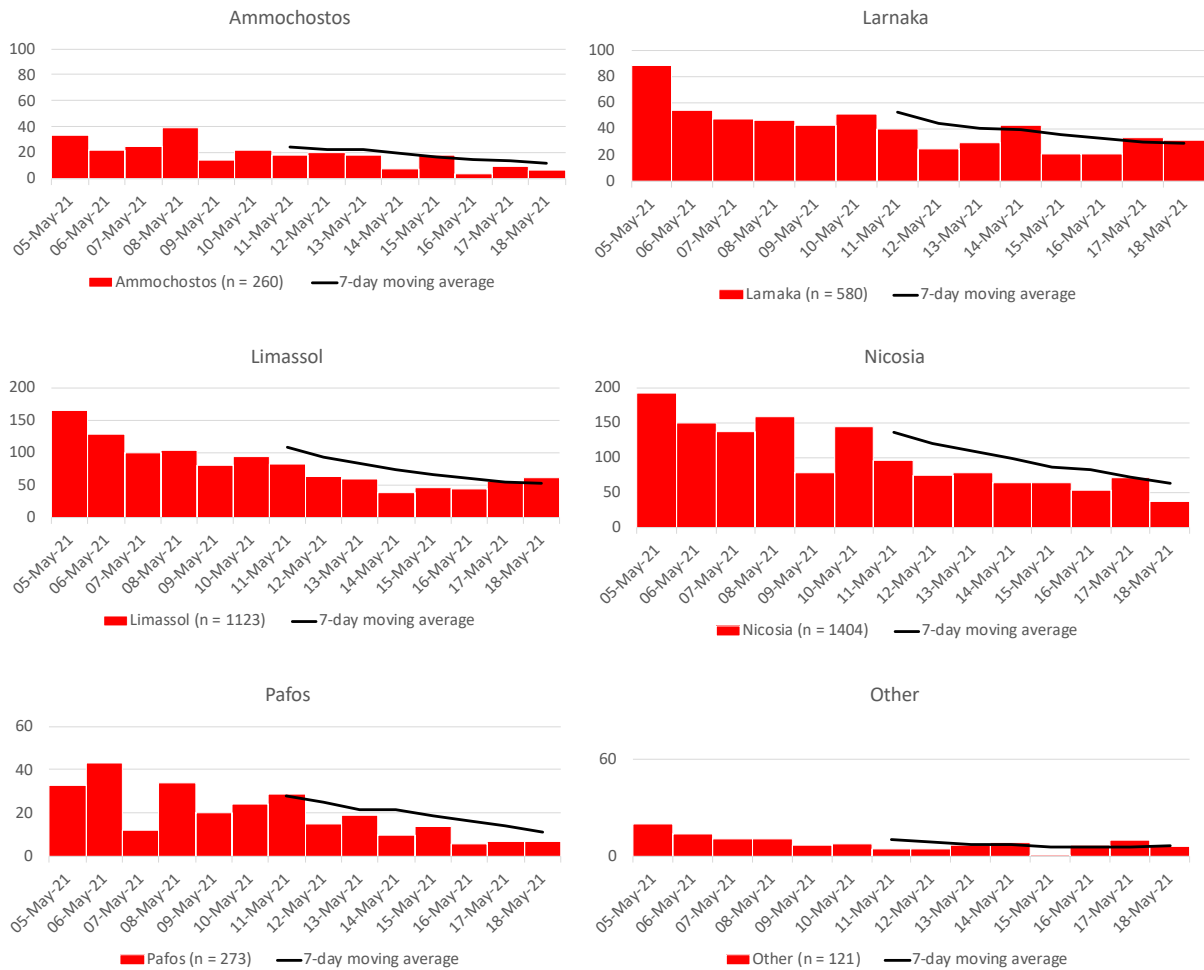 Ammochostos
100
80
60
40
20
0
05-May-21
06-May-21
07-May-21
08-May-21
09-May-21
10-May-21
11-May-21
12-May-21
13-May-21
14-May-21
15-May-21
16-May-21
17-May-21
18-May-21
Ammochostos (n = 260) 7-day moving average
Larnaka
100
80
60
40
20
0
05-May-21
06-May-21
07-May-21
08-May-21
09-May-21
10-May-21
11-May-21
12-May-21
13-May-21
14-May-21
15-May-21
16-May-21
17-May-21
18-May-21
Larnaka (n = 580) 7-day moving average
Limassol
200
150
100
50
0
05-May-21
06-May-21
07-May-21
08-May-21
09-May-21
10-May-21
11-May-21
12-May-21
13-May-21
14-May-21
15-May-21
16-May-21
17-May-21
18-May-21
Limassol (n = 1123) 7-day moving average
Nicosia
200
150
100
50
0
05-May-21
06-May-21
07-May-21
08-May-21
09-May-21
10-May-21
11-May-21
12-May-21
13-May-21
14-May-21
15-May-21
16-May-21
17-May-21
18-May-21
Nicosia (n = 1404) 7-day moving average
Pafos
60
40
20
0
05-May-21
06-May-21
07-May-21
08-May-21
09-May-21
10-May-21
11-May-21
12-May-21
13-May-21
14-May-21
15-May-21
16-May-21
17-May-21
18-May-21
Pafos (n = 273) 7-day moving average
Other
60
0
05-May-21
06-May-21
07-May-21
08-May-21
09-May-21
10-May-21
11-May-21
12-May-21
13-May-21
14-May-21
15-May-21
16-May-21
17-May-21
18-May-21
Other (n = 121) 7-day moving average